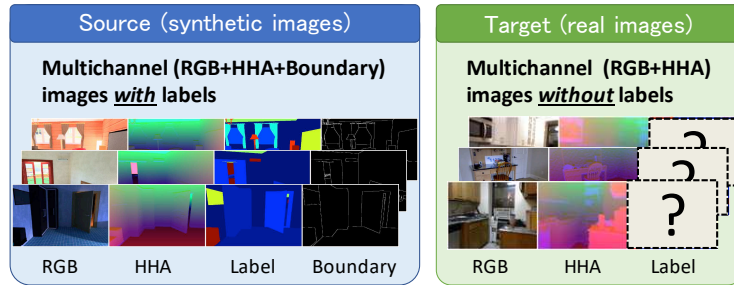 Source (synthetic images)
Multichannel (RGB+HHA+Boundary)
images with labels
RGB HHA Label Boundary
Target (real images)
Multichannel (RGB+HHA)
images without labels
?
?
?
RGB HHA Label